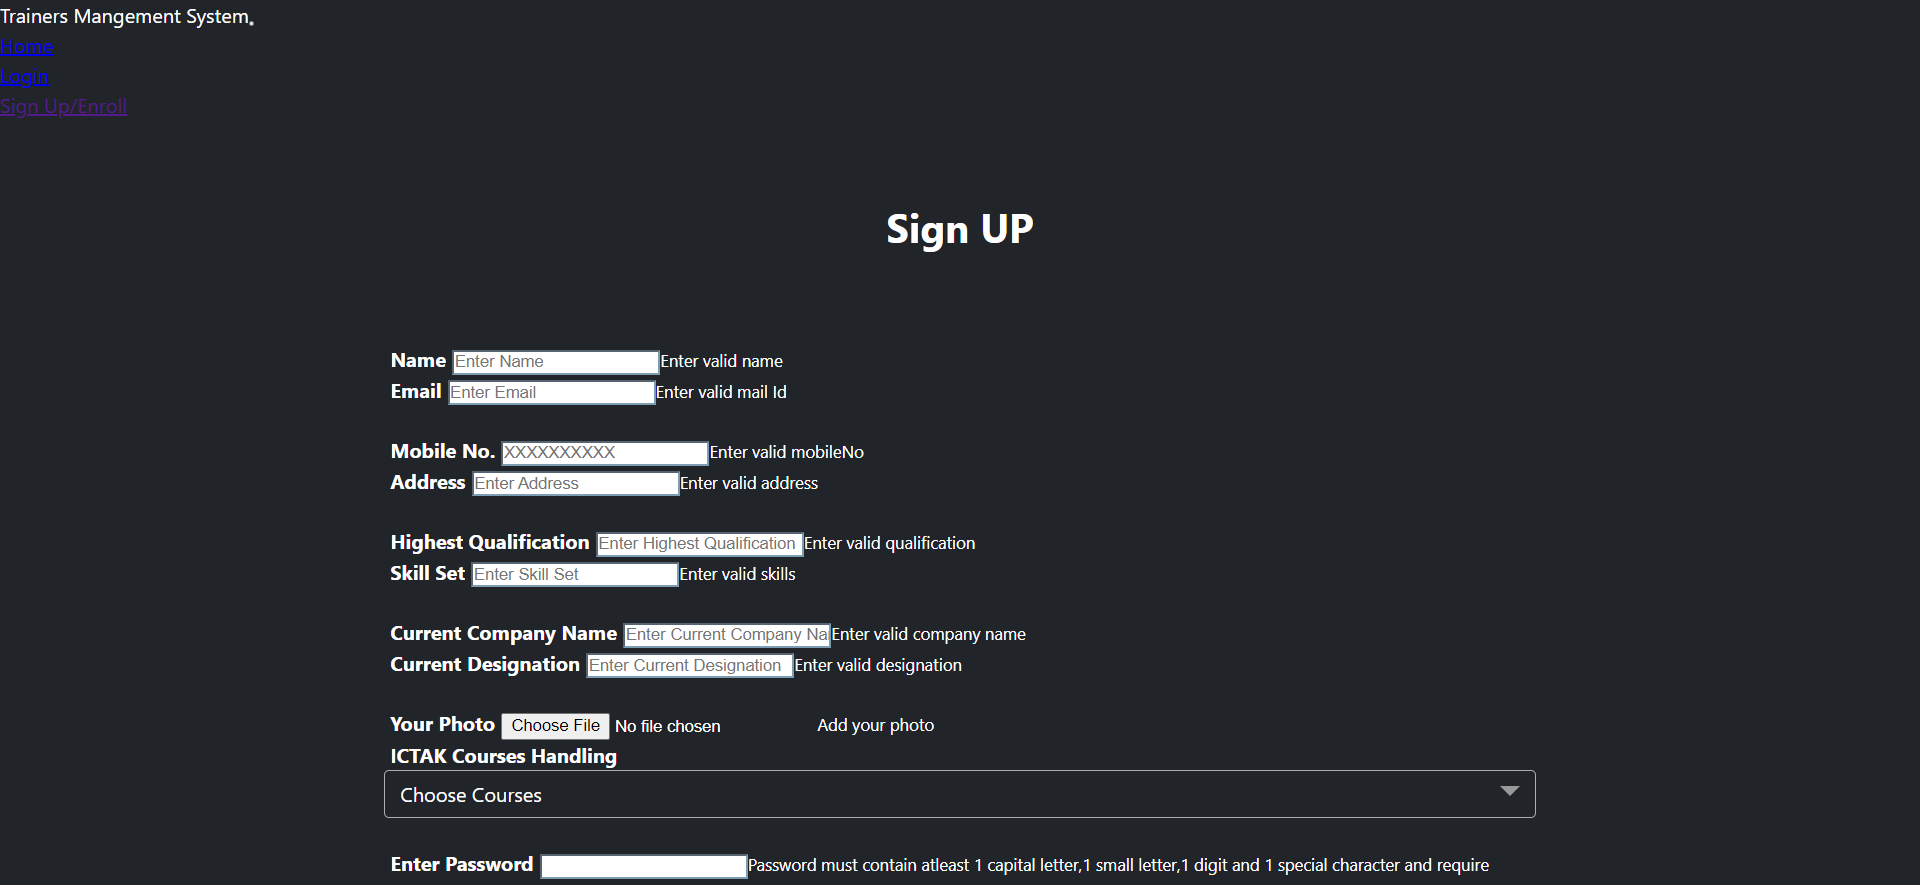 Trainers Mangement System.
Home
Login
Sign Up/Enroll
Sign UP
Name Enter Name Enter valid name
Email Enter Email Enter valid mail Id
Mobile No. XXXXXXXXXX Enter valid mobileNo
Address Enter Address Enter valid address
Highest Qualification Enter Highest Qualification Enter valid qualification
Skill Set Enter Skill Set Enter valid skills
Current Company Name Enter Current Company Na Enter valid company name
Current Designation Enter Current Designation Enter valid designation
Your Photo Choose File No file chosen Add your photo
ICTAK Courses Handling
Choose Courses
Enter Password Password must contain atleast 1 capital letter,1 small letter,1 digit and 1 special character and require